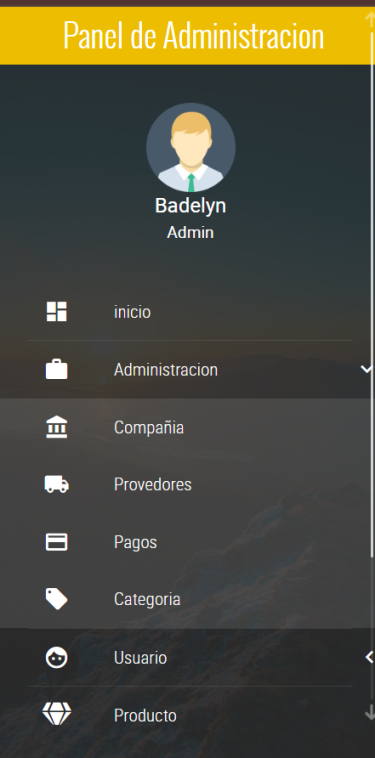 Panel de Administracion
Badelyn
Admin
inicio
Administracion
Compañia
Provedores
Pagos
Categoria
Usuario
Producto